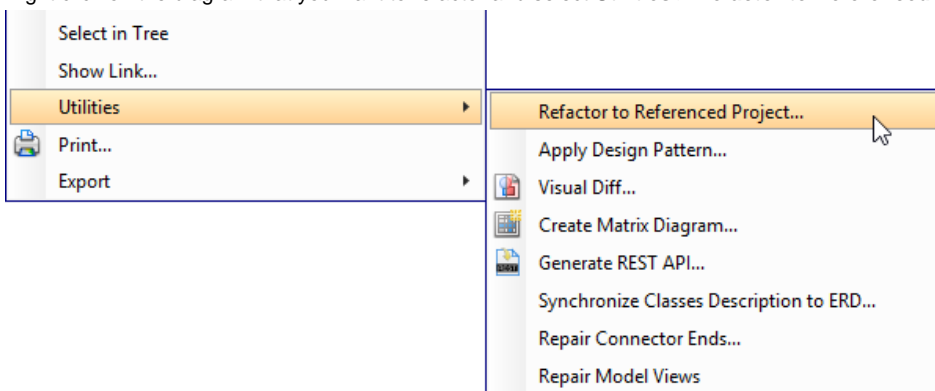 Select in Tree
Show Link...
Utilities
Refactor to Referenced Project...
Print...
Apply Design Pattern...
Export
Visual Diff...
Create Matrix Diagram...
Generate REST API...
Synchronize Classes Description to ERD...
Repair Connector Ends...
Repair Model Views